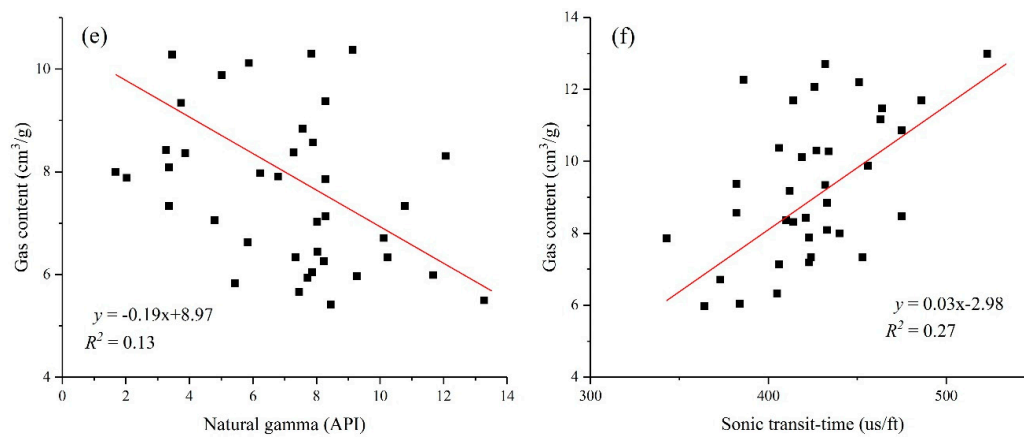 (e)
Gas content (cm³/g)
10
8
6
4
y = -0.19x+8.97
R² = 0.13
0 2 4 6 8 10 12 14
Natural gamma (API)
(f)
Gas content (cm³/g)
14
12
10
8
6
4
y = 0.03x-2.98
R² = 0.27
300 400 500
Sonic transit-time (us/ft)